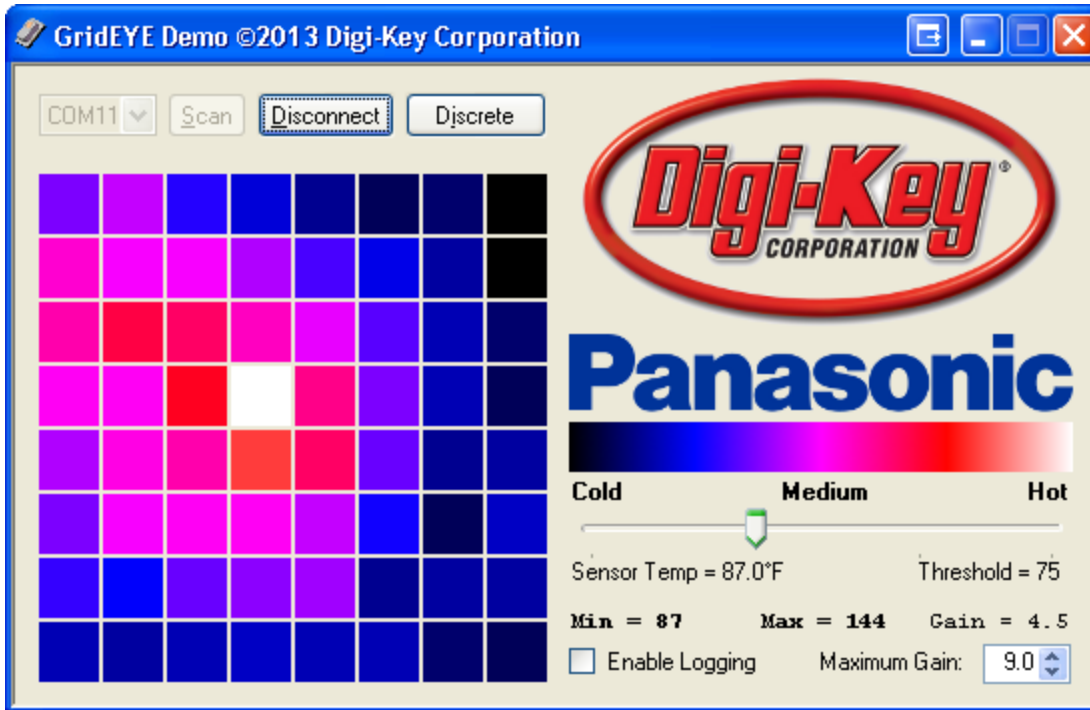 GridEYE Demo ©2013 Digi-Key Corporation
COM11 Scan Disconnect Discrete
Digi-Key®
CORPORATION
Panasonic
Cold Medium Hot
Sensor Temp = 87.0°F Threshold = 75
Min = 87 Max = 144 Gain = 4.5
Enable Logging Maximum Gain: 9.0